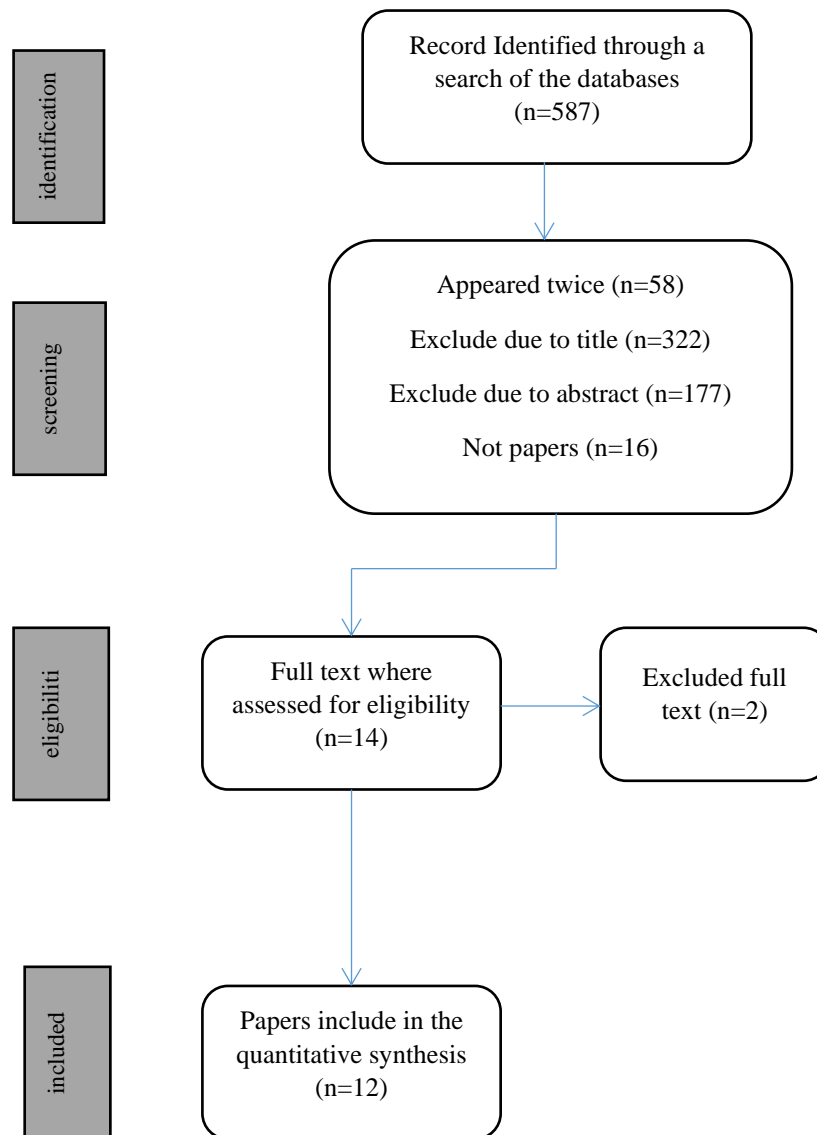 identification
Record Identified through a
search of the databases
(n=587)
screening
Appeared twice (n=58)
Exclude due to title (n=322)
Exclude due to abstract (n=177)
Not papers (n=16)
eligibiliti
Full text where
assessed for eligibility
(n=14)
Excluded full
text (n=2)
included
Papers include in the
quantitative synthesis
(n=12)